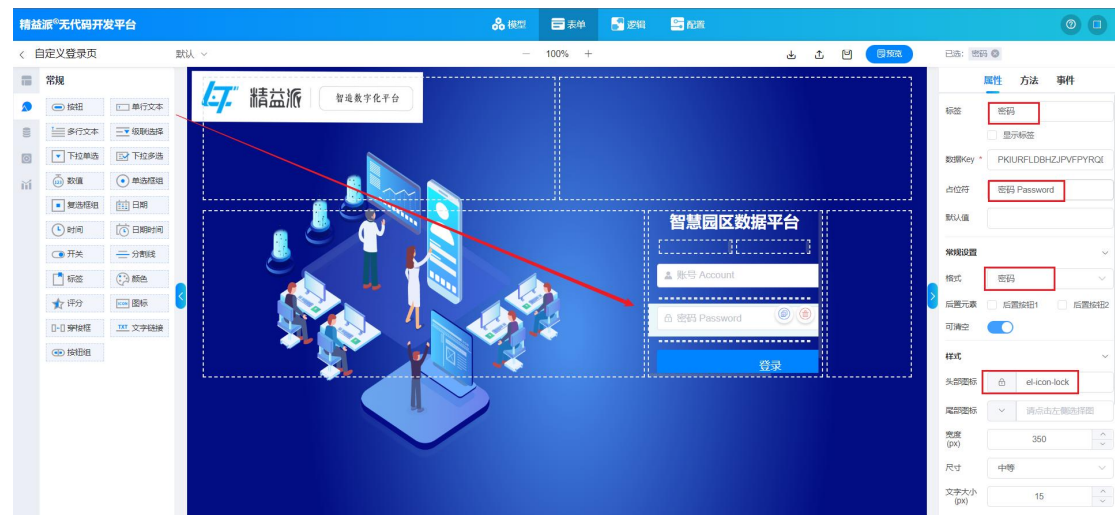 精益派®无代码开发平台
模型
表单
逻辑
配置
自定义登录页
默认
100%
预览
已选: 密码
常规
按钮
单行文本
多行文本
级联选择
下拉单选
下拉多选
数值
单选框组
复选框组
日期
时间
日期时间
开关
分割线
标签
颜色
评分
图标
穿梭框
文字链接
按钮组
精益派
智造数字化平台
智慧园区数据平台
账号 Account
密码 Password
登录
属性 方法 事件
标签 密码
显示标签
数据Key * PKIURFLDBHZJPVFPYRQI
占位符 密码 Password
默认值
常规设置
格式 密码
后置元素 后置按钮1 后置按钮2
可清空
样式
头部图标 el-icon-lock
尾部图标 请点击左侧选择图
宽度
(px) 350
尺寸 中等
文字大小
(px) 15